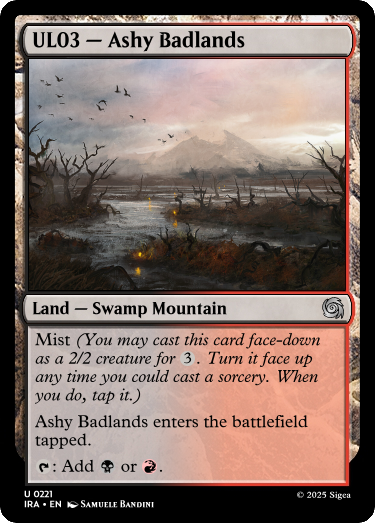 UL03 — Ashy Badlands
Land — Swamp Mountain
Mist (You may cast this card face-down
as a 2/2 creature for 3. Turn it face up
any time you could cast a sorcery. When
you do, tap it.)
Ashy Badlands enters the battlefield
tapped.
: Add or .
U 0221
IRA • EN Samuele Bandini
© 2025 Sigea